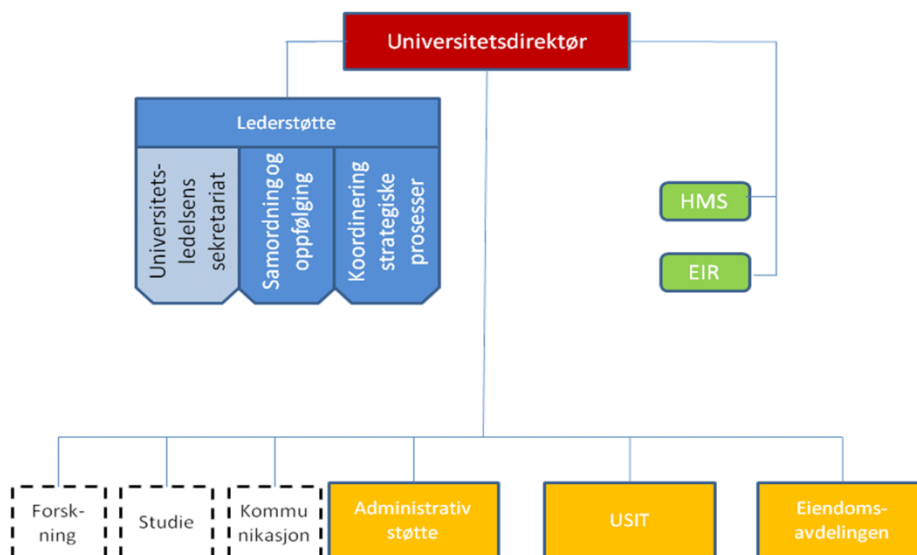 Universitetsdirektør
Lederstøtte
Universitets-
ledelsens
sekretariat
Samordning og
oppfølging
Koordinering
strategiske
prosesser
HMS
EIR
Forsk-
ning
Studie
Kommu
nikasjon
Administrativ
støtte
USIT
Eiendoms-
avdelingen